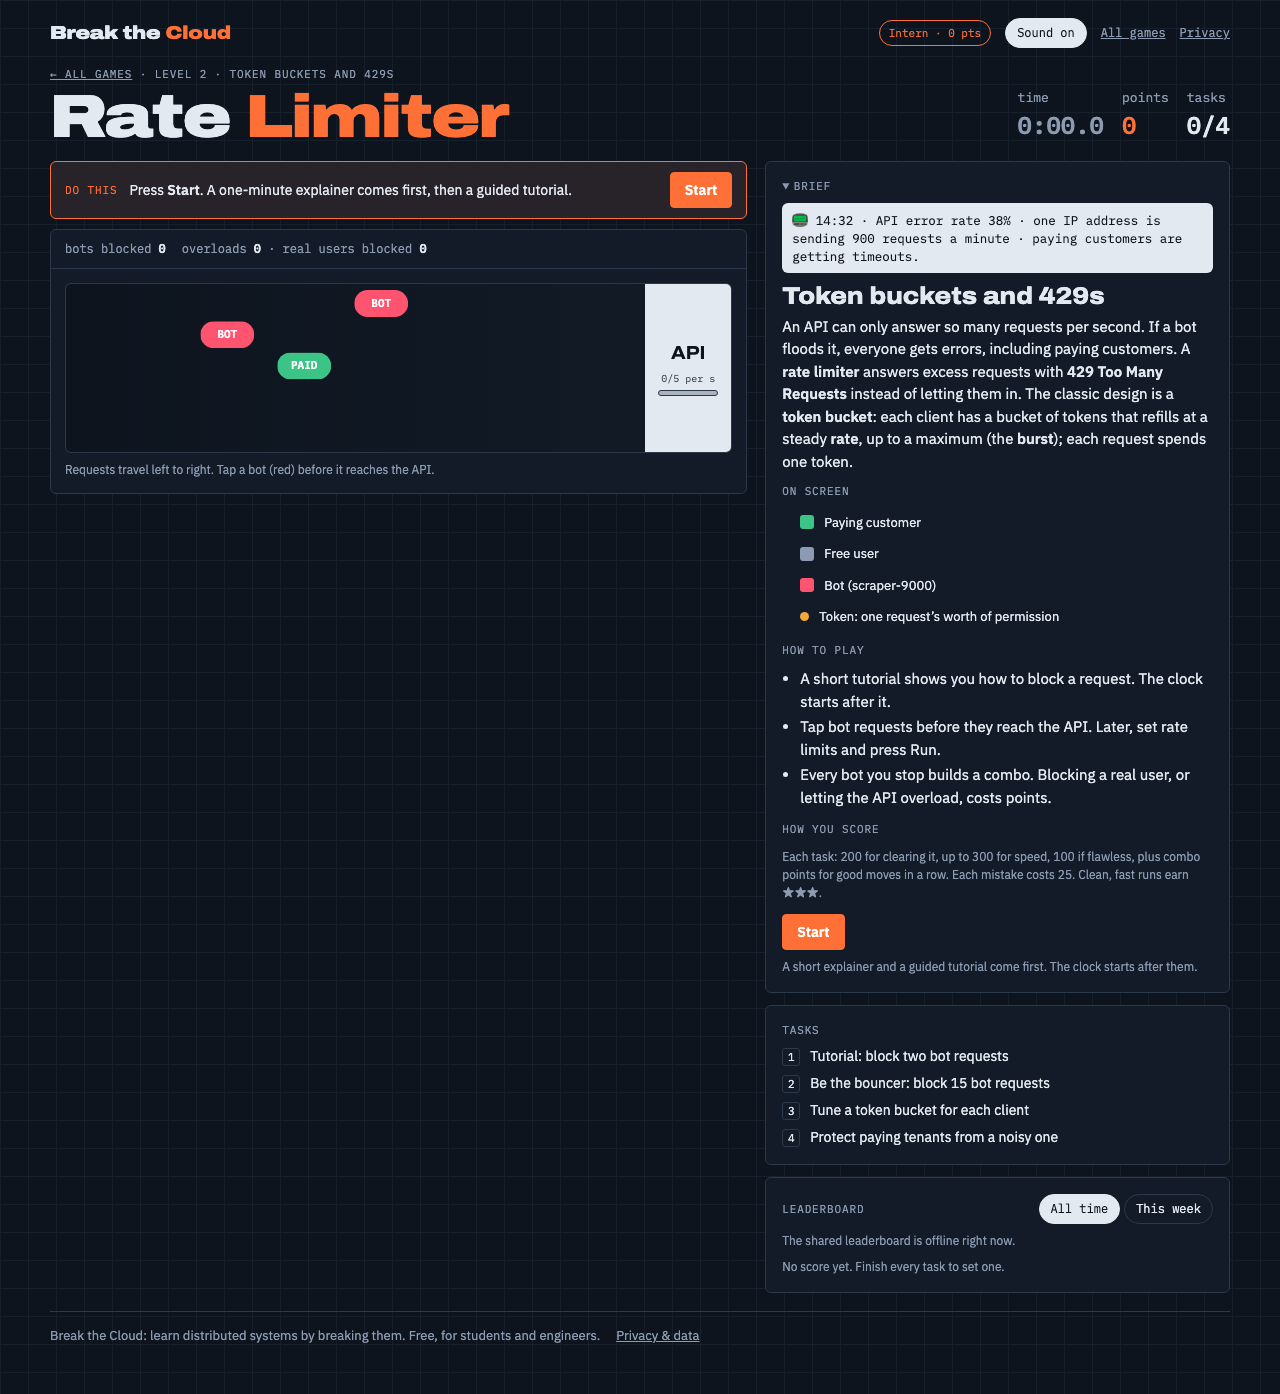 Break the Cloud
Intern · 0 pts
Sound on
All games
Privacy
← ALL GAMES · LEVEL 2 · TOKEN BUCKETS AND 429S
Rate Limiter
time
0:00.0
points
0
tasks
0/4
DO THIS
Press Start. A one-minute explainer comes first, then a guided tutorial.
Start
bots blocked 0 overloads 0 · real users blocked 0
BOT
BOT
PAID
API
0/5 per s
Requests travel left to right. Tap a bot (red) before it reaches the API.
▼ BRIEF
14:32 · API error rate 38% · one IP address is
sending 900 requests a minute · paying customers are
getting timeouts.
Token buckets and 429s
An API can only answer so many requests per second. If a bot
floods it, everyone gets errors, including paying customers. A
rate limiter answers excess requests with 429 Too Many
Requests instead of letting them in. The classic design is a
token bucket: each client has a bucket of tokens that refills at a
steady rate, up to a maximum (the burst); each request spends
one token.
ON SCREEN
Paying customer
Free user
Bot (scraper-9000)
Token: one request’s worth of permission
HOW TO PLAY
• A short tutorial shows you how to block a request. The clock
starts after it.
• Tap bot requests before they reach the API. Later, set rate
limits and press Run.
• Every bot you stop builds a combo. Blocking a real user, or
letting the API overload, costs points.
HOW YOU SCORE
Each task: 200 for clearing it, up to 300 for speed, 100 if flawless, plus combo
points for good moves in a row. Each mistake costs 25. Clean, fast runs earn
★★★.
Start
A short explainer and a guided tutorial come first. The clock starts after them.
TASKS
1 Tutorial: block two bot requests
2 Be the bouncer: block 15 bot requests
3 Tune a token bucket for each client
4 Protect paying tenants from a noisy one
LEADERBOARD
All time
This week
The shared leaderboard is offline right now.
No score yet. Finish every task to set one.
Break the Cloud: learn distributed systems by breaking them. Free, for students and engineers.
Privacy & data